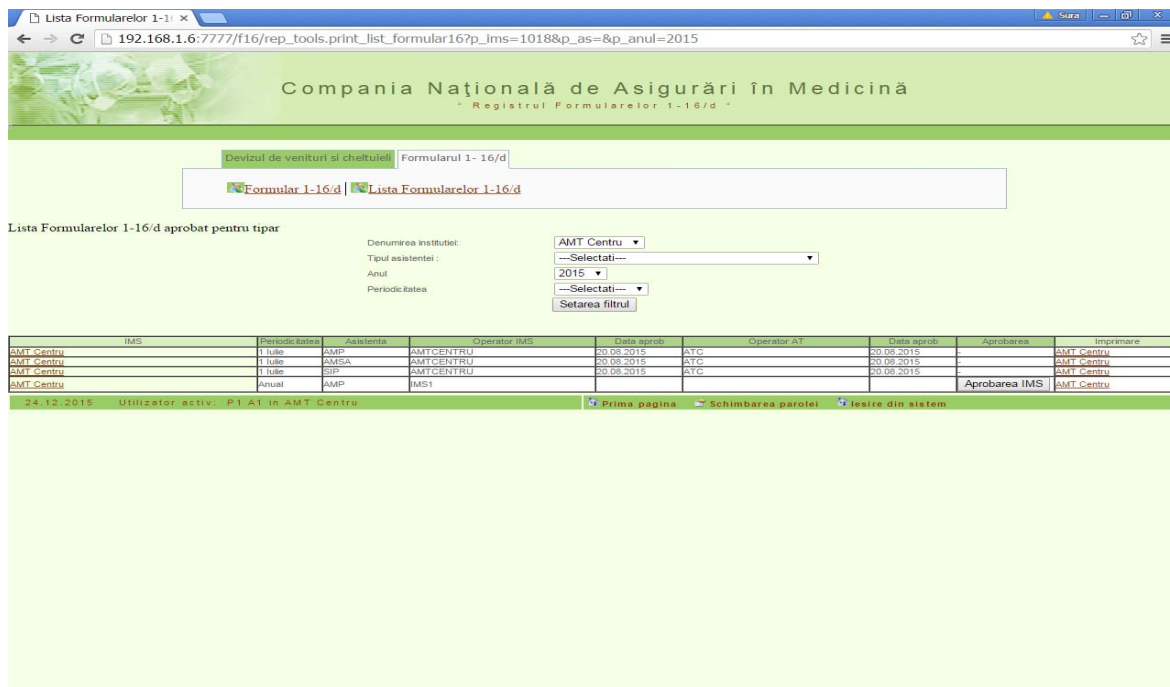 Lista Formularelor 1-1
Sura
192.168.1.6:7777/f16/rep_tools.print_list_formular16?p_ims=1018&p_as=&p_anul=2015
Compania Naţională de Asigurări în Medicină
" Registrul Formularelor 1-16/d "
Devizul de venituri si cheltuieli Formularul 1- 16/d
Formular 1-16/d | Lista Formularelor 1-16/d
Lista Formularelor 1-16/d aprobat pentru tipar
Denumirea institutiei: AMT Centru
Tipul asistentei : ---Selectati---
Anul 2015
Periodicitatea ---Selectati---
Setarea filtrul
IMS Periodicitatea Asistenta Operator IMS Data aprob Operator AT Data aprob Aprobarea Imprimare
AMT Centru 1 Iulie AMP AMTCENTRU 20.08.2015 ATC 20.08.2015 - AMT Centru
AMT Centru 1 Iulie AMSA AMTCENTRU 20.08.2015 ATC 20.08.2015 - AMT Centru
AMT Centru 1 Iulie SIP AMTCENTRU 20.08.2015 ATC 20.08.2015 - AMT Centru
AMT Centru Anual AMP IMS1 Aprobarea IMS AMT Centru
24.12.2015 Utilizator activ: P1 A1 in AMT Centru Prima pagina Schimbarea parolei Iesire din sistem